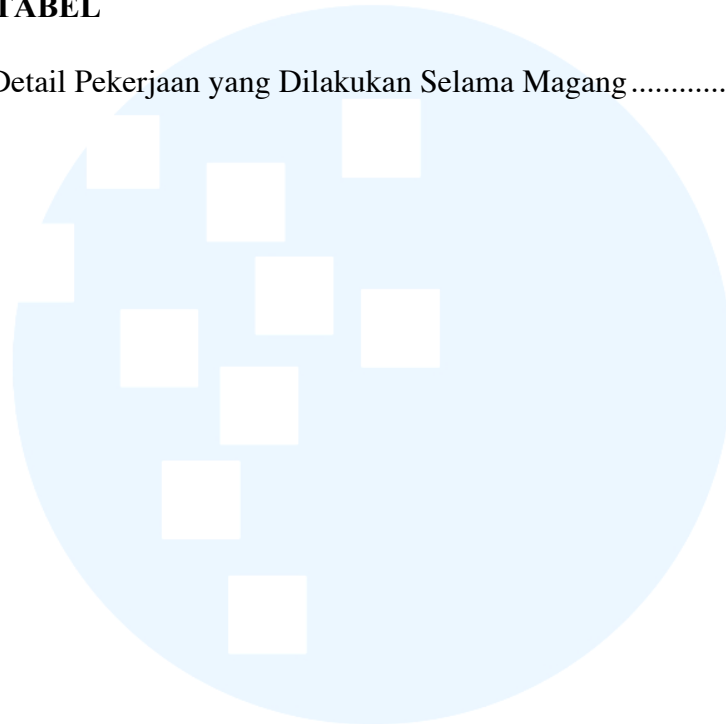 TABEL
Detail Pekerjaan yang Dilakukan Selama Magang............